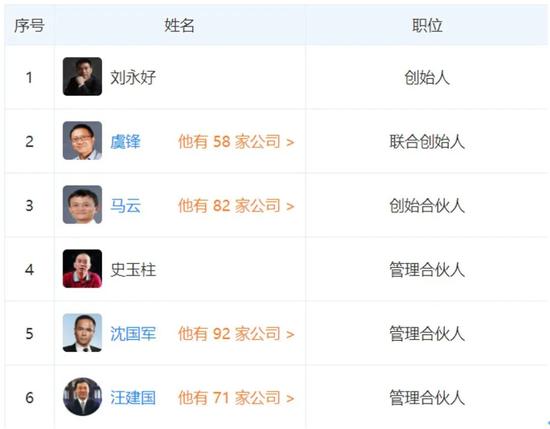 序号 姓名 职位
1 刘永好 创始人
2 虞锋 他有 58 家公司 > 联合创始人
3 马云 他有 82 家公司 > 创始合伙人
4 史玉柱 管理合伙人
5 沈国军 他有 92 家公司 > 管理合伙人
6 汪建国 他有 71 家公司 > 管理合伙人